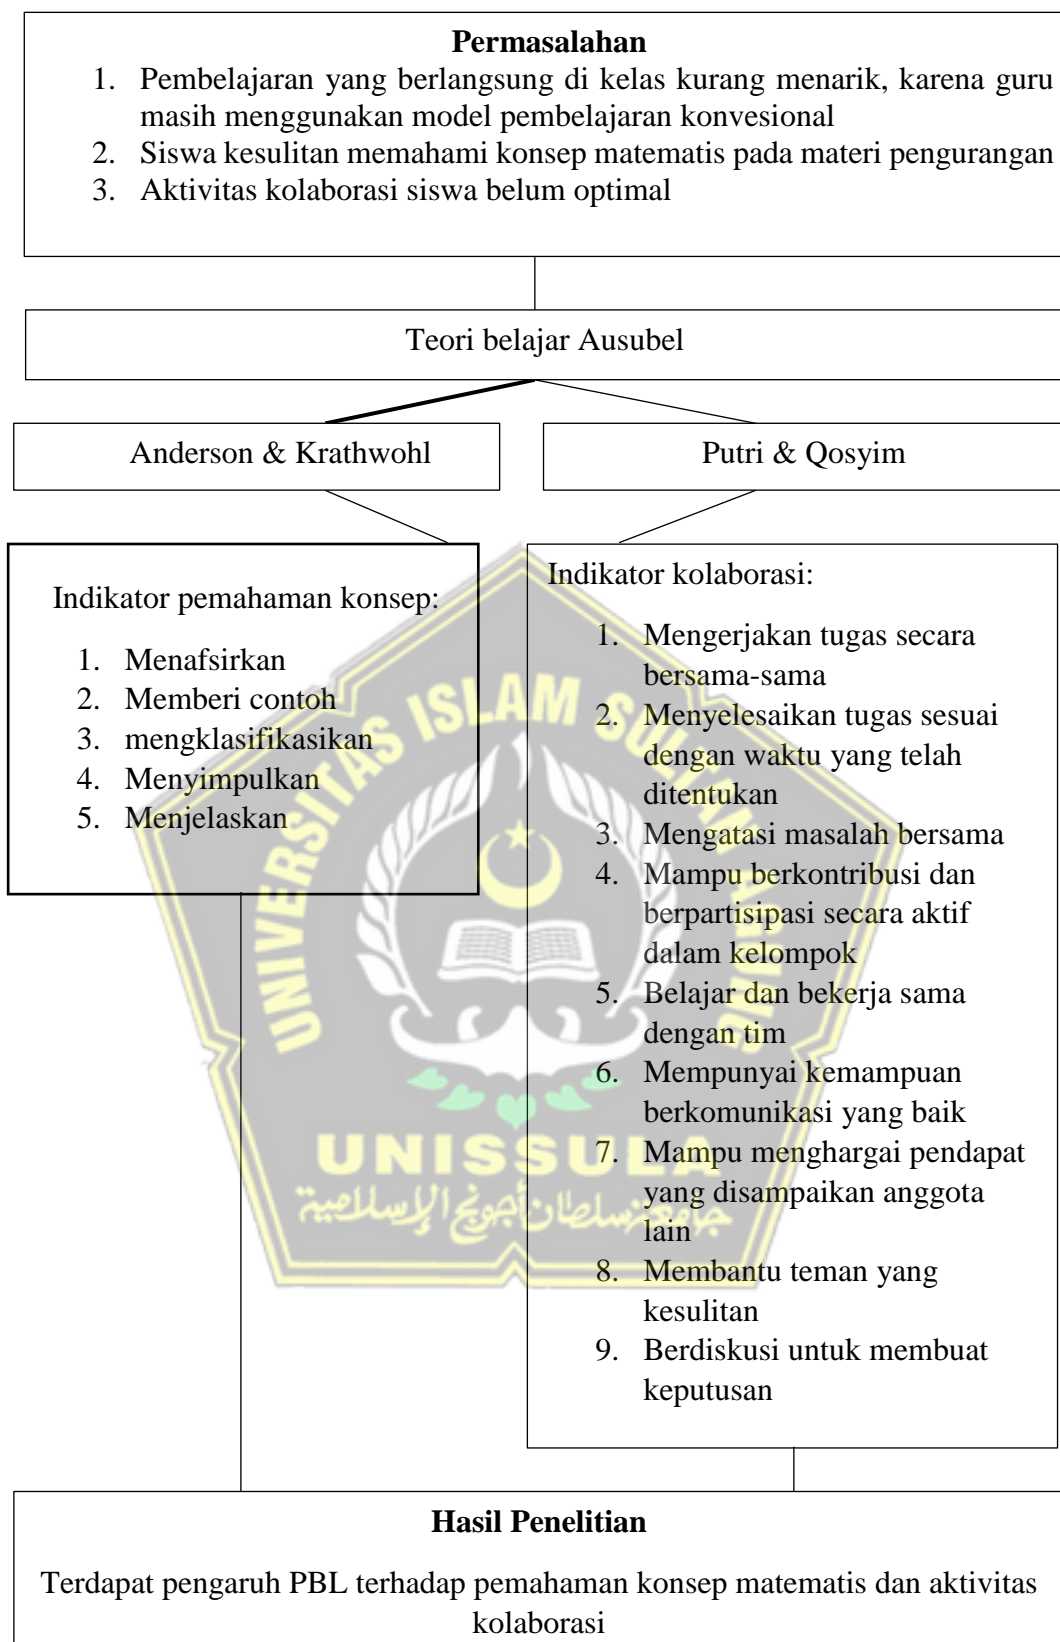 Permasalahan
1. Pembelajaran yang berlangsung di kelas kurang menarik, karena guru
masih menggunakan model pembelajaran konvesional
2. Siswa kesulitan memahami konsep matematis pada materi pengurangan
3. Aktivitas kolaborasi siswa belum optimal
Teori belajar Ausubel
Anderson & Krathwohl
Putri & Qosyim
Indikator pemahaman konsep:
1. Menafsirkan
2. Memberi contoh
3. mengklasifikasikan
4. Menyimpulkan
5. Menjelaskan
Indikator kolaborasi:
1. Mengerjakan tugas secara
bersama-sama
2. Menyelesaikan tugas sesuai
dengan waktu yang telah
ditentukan
3. Mengatasi masalah bersama
4. Mampu berkontribusi dan
berpartisipasi secara aktif
dalam kelompok
5. Belajar dan bekerja sama
dengan tim
6. Mempunyai kemampuan
berkomunikasi yang baik
7. Mampu menghargai pendapat
yang disampaikan anggota
lain
8. Membantu teman yang
kesulitan
9. Berdiskusi untuk membuat
keputusan
UNIVERSITAS ISLAM SULTAN AGUNG
UNISSULA
جامعة سلطان أجونج الإسلامية
Hasil Penelitian
Terdapat pengaruh PBL terhadap pemahaman konsep matematis dan aktivitas
kolaborasi